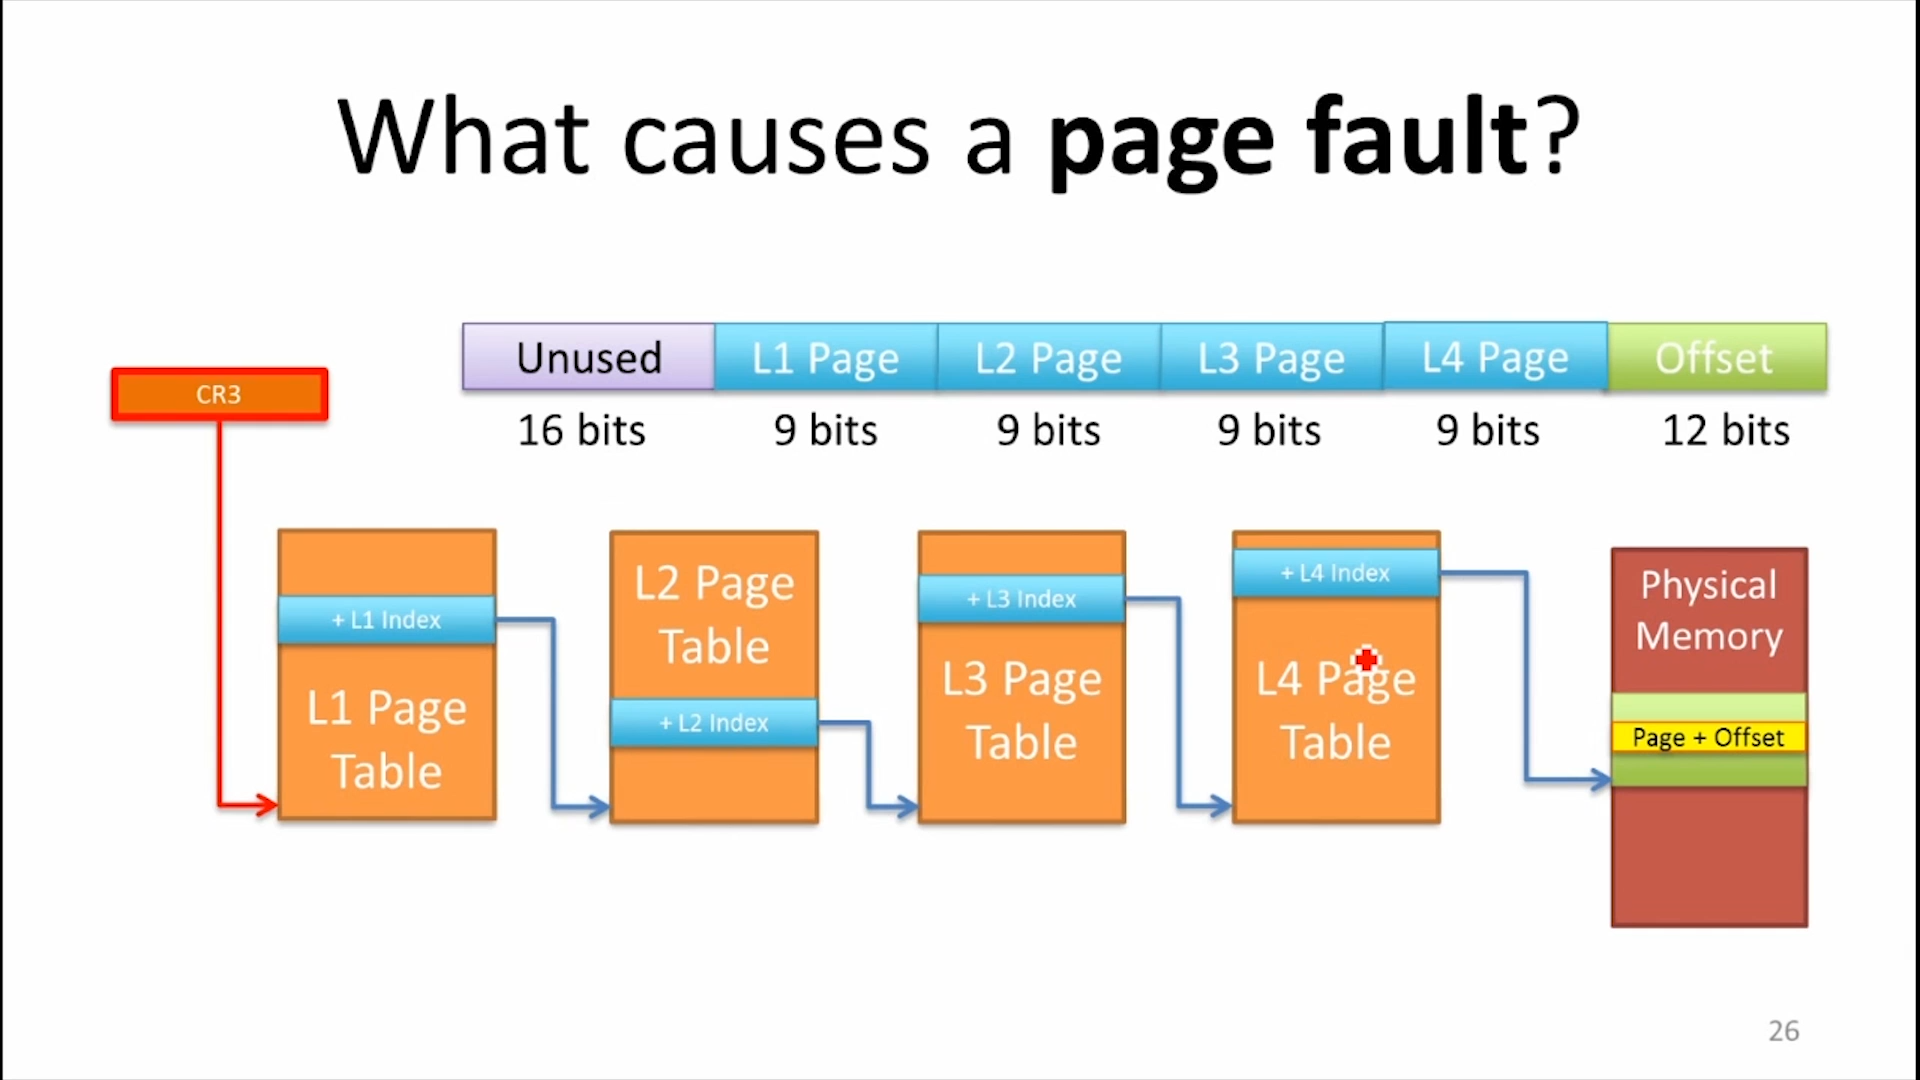 What causes a page fault?
Unused L1 Page L2 Page L3 Page L4 Page Offset
CR3
16 bits 9 bits 9 bits 9 bits 9 bits 12 bits
+ L1 Index
L1 Page
Table
L2 Page
Table
+ L2 Index
+ L3 Index
L3 Page
Table
+ L4 Index
L4 Page
Table
Physical
Memory
Page + Offset
26